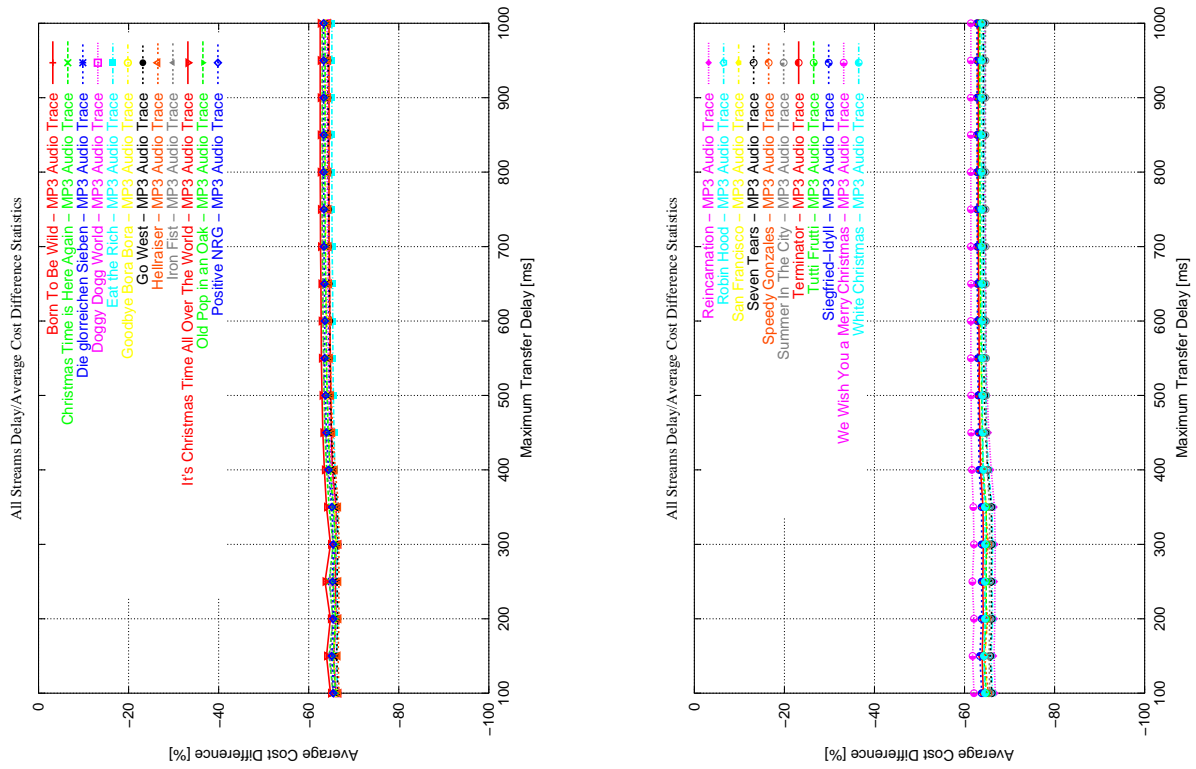 All Streams Delay/Average Cost Difference Statistics
Born To Be Wild – MP3 Audio Trace
Christmas Time is Here Again – MP3 Audio Trace
Die glorreichen Sieben – MP3 Audio Trace
Doggy Dogg World – MP3 Audio Trace
Eat the Rich – MP3 Audio Trace
Goodbye Bora Bora – MP3 Audio Trace
Go West – MP3 Audio Trace
Hellraiser – MP3 Audio Trace
Iron Fist – MP3 Audio Trace
It's Christmas Time All Over The World – MP3 Audio Trace
Old Pop in an Oak – MP3 Audio Trace
Positive NRG – MP3 Audio Trace
0
−20
−40
−60
−80
−100
Average Cost Difference [%]
100
200
300
400
500
600
700
800
900
1000
Maximum Transfer Delay [ms]
All Streams Delay/Average Cost Difference Statistics
Reincarnation – MP3 Audio Trace
Robin Hood – MP3 Audio Trace
San Francisco – MP3 Audio Trace
Seven Tears – MP3 Audio Trace
Speedy Gonzales – MP3 Audio Trace
Summer In The City – MP3 Audio Trace
Terminator – MP3 Audio Trace
Tutti Frutti – MP3 Audio Trace
Siegfried–Idyll – MP3 Audio Trace
We Wish You a Merry Christmas – MP3 Audio Trace
White Christmas – MP3 Audio Trace
0
−20
−40
−60
−80
−100
Average Cost Difference [%]
100
200
300
400
500
600
700
800
900
1000
Maximum Transfer Delay [ms]